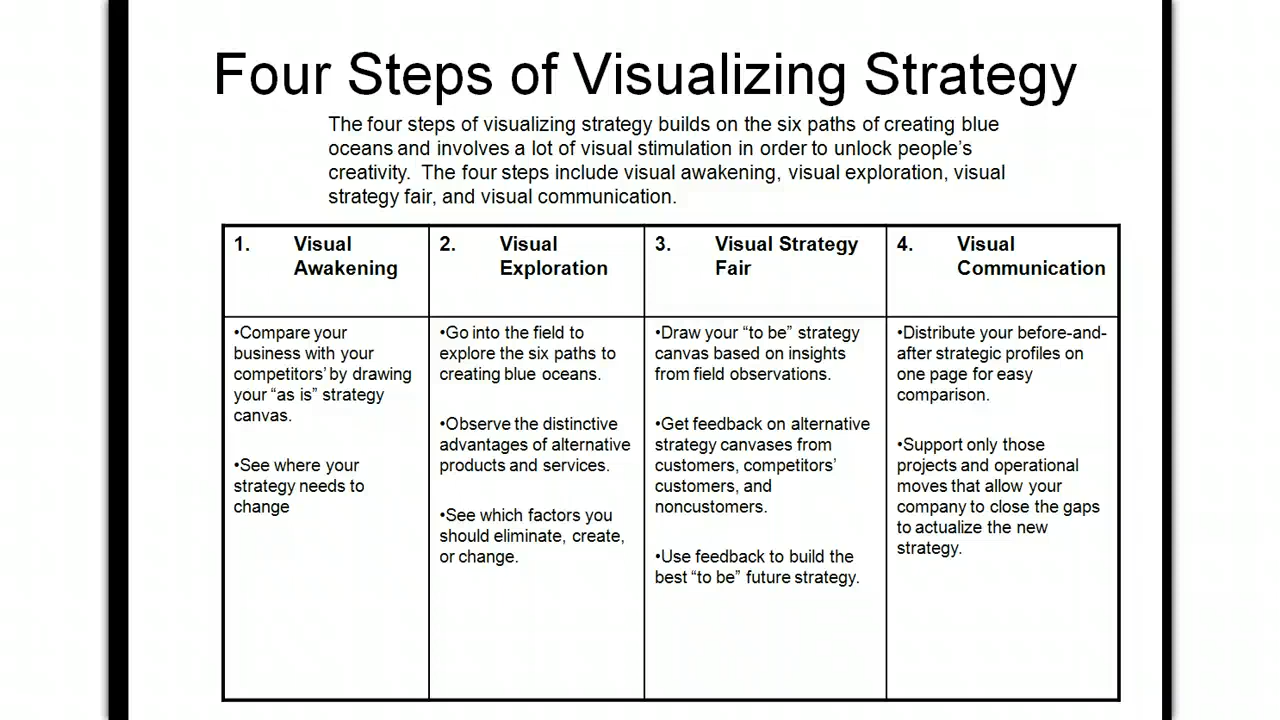 Four Steps of Visualizing Strategy
The four steps of visualizing strategy builds on the six paths of creating blue
oceans and involves a lot of visual stimulation in order to unlock people's
creativity.  The four steps include visual awakening, visual exploration, visual
strategy fair, and visual communication.
1. Visual
Awakening
•Compare your
business with your
competitors' by drawing
your “as is” strategy
canvas.
•See where your
strategy needs to
change
2. Visual
Exploration
•Go into the field to
explore the six paths to
creating blue oceans.
•Observe the distinctive
advantages of alternative
products and services.
•See which factors you
should eliminate, create,
or change.
3. Visual Strategy
Fair
•Draw your “to be” strategy
canvas based on insights
from field observations.
•Get feedback on alternative
strategy canvases from
customers, competitors'
customers, and
noncustomers.
•Use feedback to build the
best “to be” future strategy.
4. Visual
Communication
•Distribute your before-and-
after strategic profiles on
one page for easy
comparison.
•Support only those
projects and operational
moves that allow your
company to close the gaps
to actualize the new
strategy.